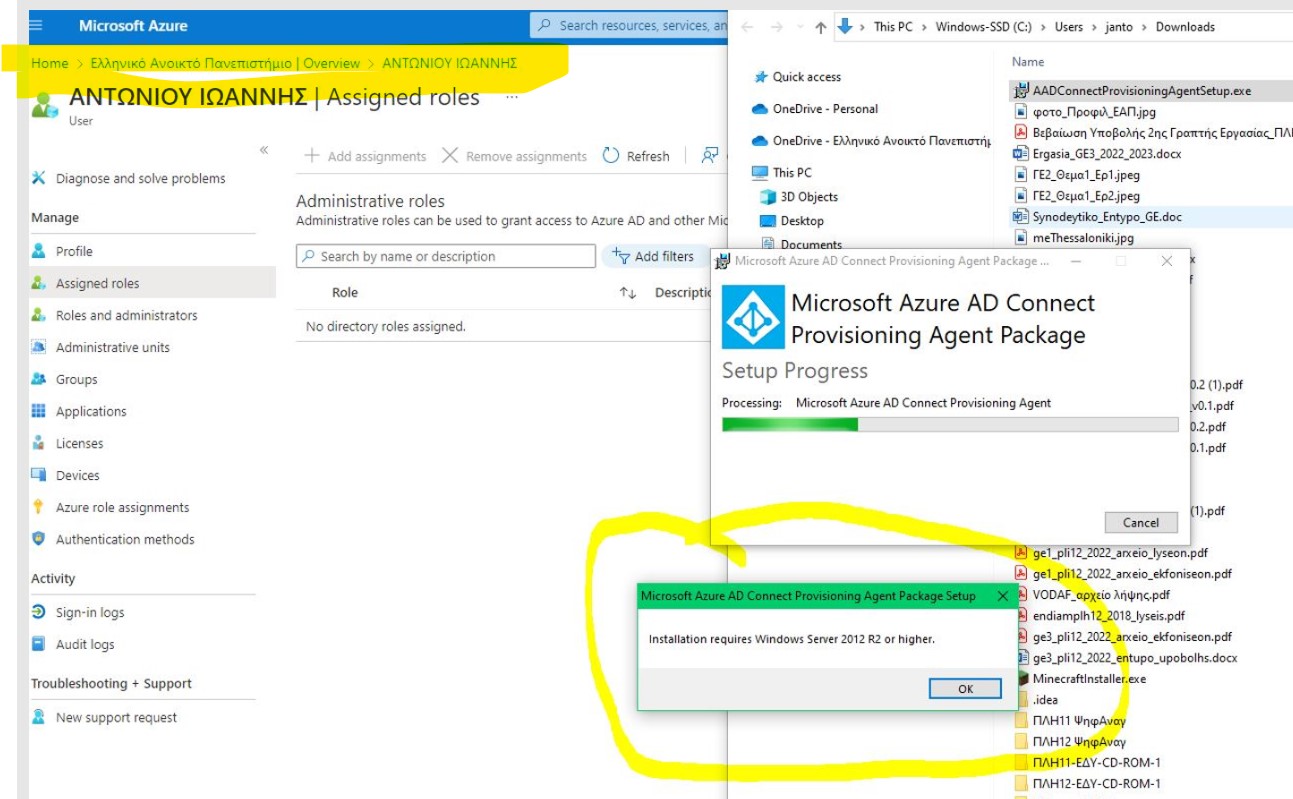 Microsoft Azure
Search resources, services, an
Home > Ελληνικό Ανοικτό Πανεπιστήμιο | Overview > ΑΝΤΩΝΙΟΥ ΙΩΑΝΝΗΣ
ΑΝΤΩΝΙΟΥ ΙΩΑΝΝΗΣ | Assigned roles ...
User
«
Diagnose and solve problems
Manage
Profile
Assigned roles
Roles and administrators
Administrative units
Groups
Applications
Licenses
Devices
Azure role assignments
Authentication methods
Activity
Sign-in logs
Audit logs
Troubleshooting + Support
New support request
Add assignments Remove assignments Refresh
Administrative roles
Administrative roles can be used to grant access to Azure AD and other Mic
Search by name or description
Add filters
Role
No directory roles assigned.
This PC > Windows-SSD (C:) > Users > janto > Downloads
Quick access
OneDrive - Personal
OneDrive - Ελληνικό Ανοικτό Πανεπιστήμ
This PC
3D Objects
Desktop
Documents
Name
AADConnectProvisioningAgentSetup.exe
φοτο_Προφιλ_ΕΑΠ.jpg
Βεβαίωση Υποβολής 2ης Γραπτής Εργασίας_ΠΛΗ
Ergasia_GE3_2022_2023.docx
ΓΕ2_Θεμα1_Ερ1.jpeg
ΓΕ2_Θεμα1_Ερ2.jpeg
Synodeytiko_Entypo_GE.doc
meThessaloniki.jpg
Microsoft Azure AD Connect Provisioning Agent Package ...
Microsoft Azure AD Connect
Provisioning Agent Package
Setup Progress
Processing: Microsoft Azure AD Connect Provisioning Agent
Cancel
0.2 (1).pdf
_v0.1.pdf
0.2.pdf
0.1.pdf
(1).pdf
ge1_pli12_2022_arxeio_lyseon.pdf
ge1_pli12_2022_arxeio_ekfoniseon.pdf
VODAF_αρχείο λήψης.pdf
endiamplh12_2018_lyseis.pdf
ge3_pli12_2022_arxeio_ekfoniseon.pdf
ge3_pli12_2022_entupo_upobolhs.docx
MinecraftInstaller.exe
.idea
ΠΛΗ11 ΨηφΑναγ
ΠΛΗ12 ΨηφΑναγ
ΠΛΗ11-ΕΔΥ-CD-ROM-1
ΠΛΗ12-ΕΔΥ-CD-ROM-1
Microsoft Azure AD Connect Provisioning Agent Package Setup
Installation requires Windows Server 2012 R2 or higher.
OK